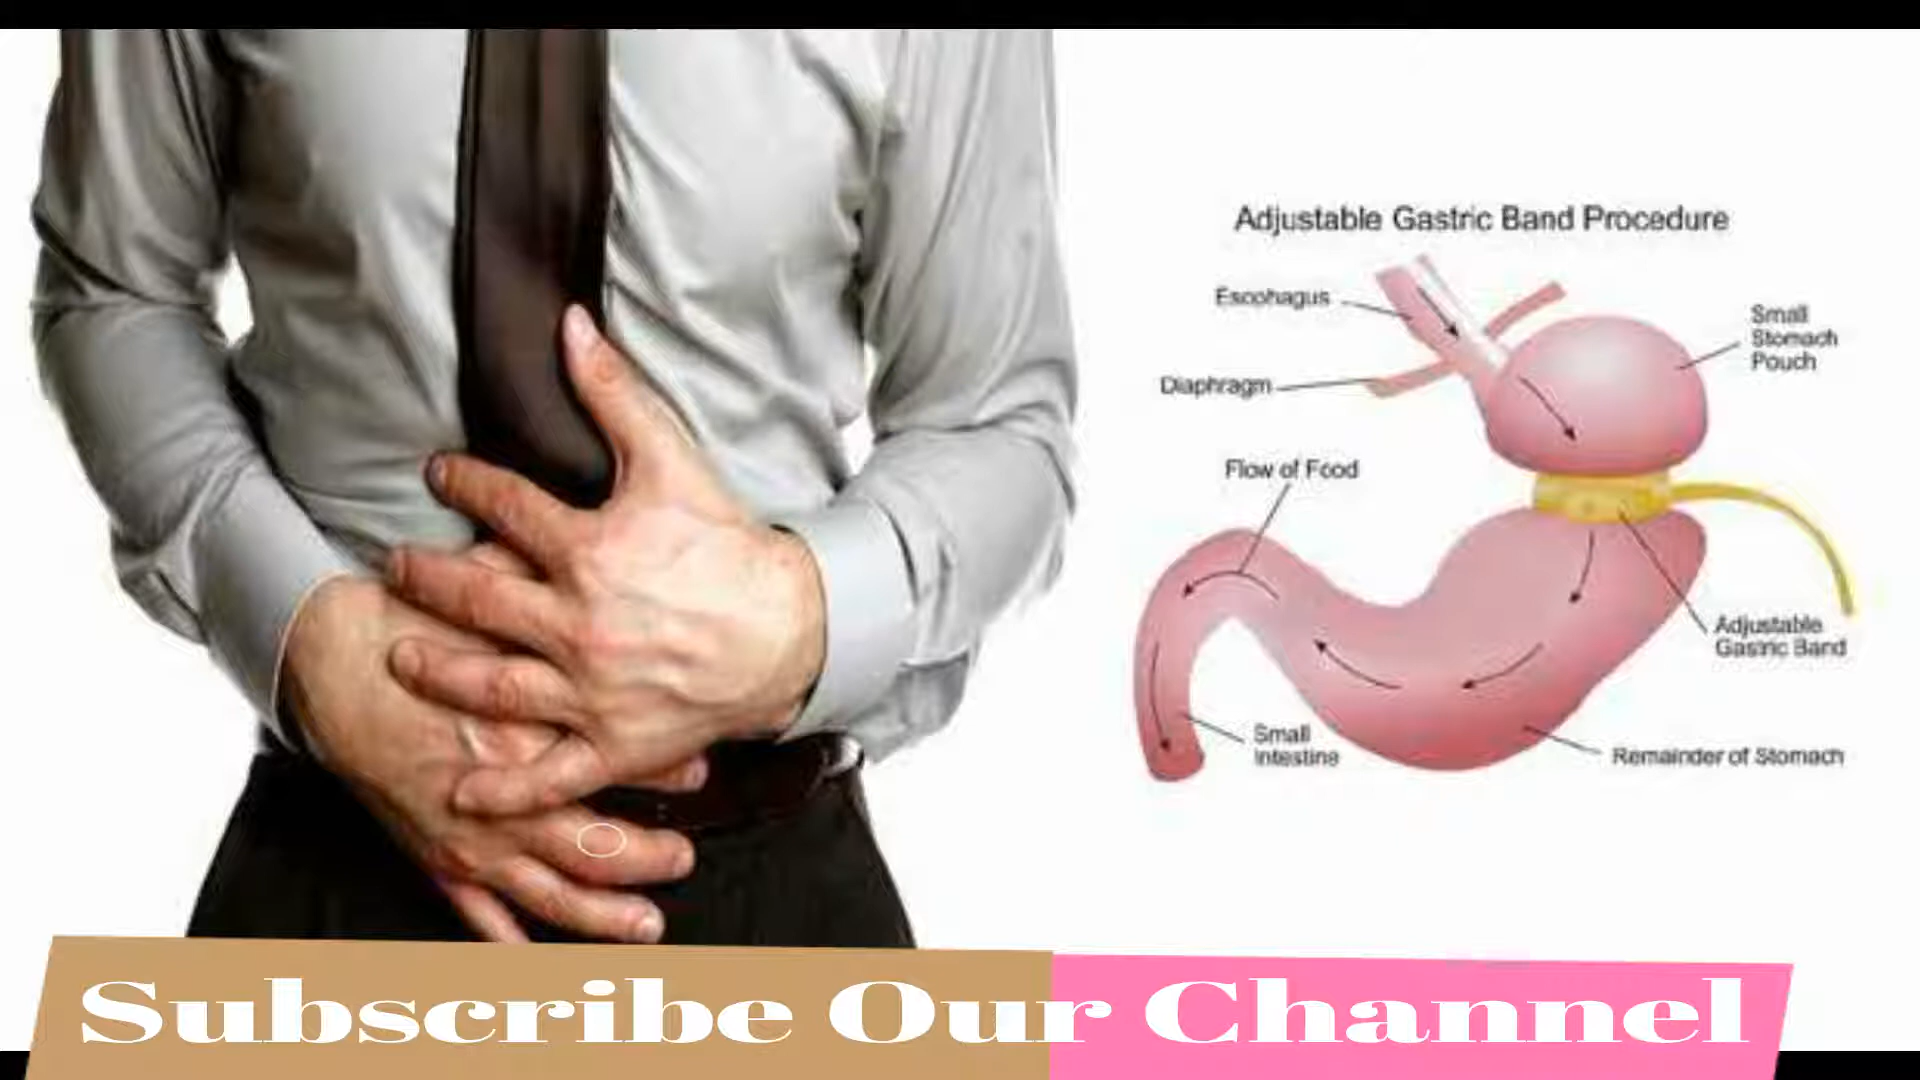 Adjustable Gastric Band Procedure
Esophagus
Small
Stomach
Pouch
Diaphragm
Flow of Food
Adjustable
Gastric Band
Small
Intestine
Remainder of Stomach
Subscribe Our Channel